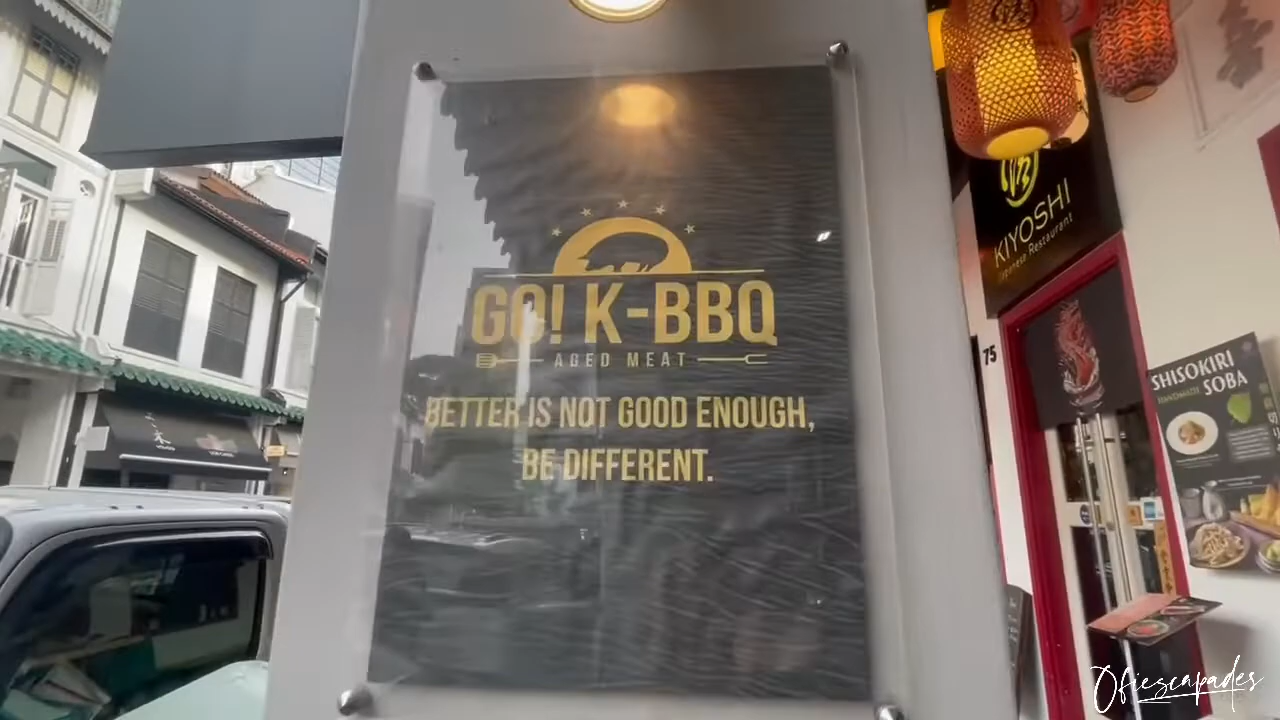 GO! K-BBQ
AGED MEAT
BETTER IS NOT GOOD ENOUGH,
BE DIFFERENT.
KIYOSHI
Japanese Restaurant
75
SHISOKIRI
HANDMADE SOBA
Ofiescapades